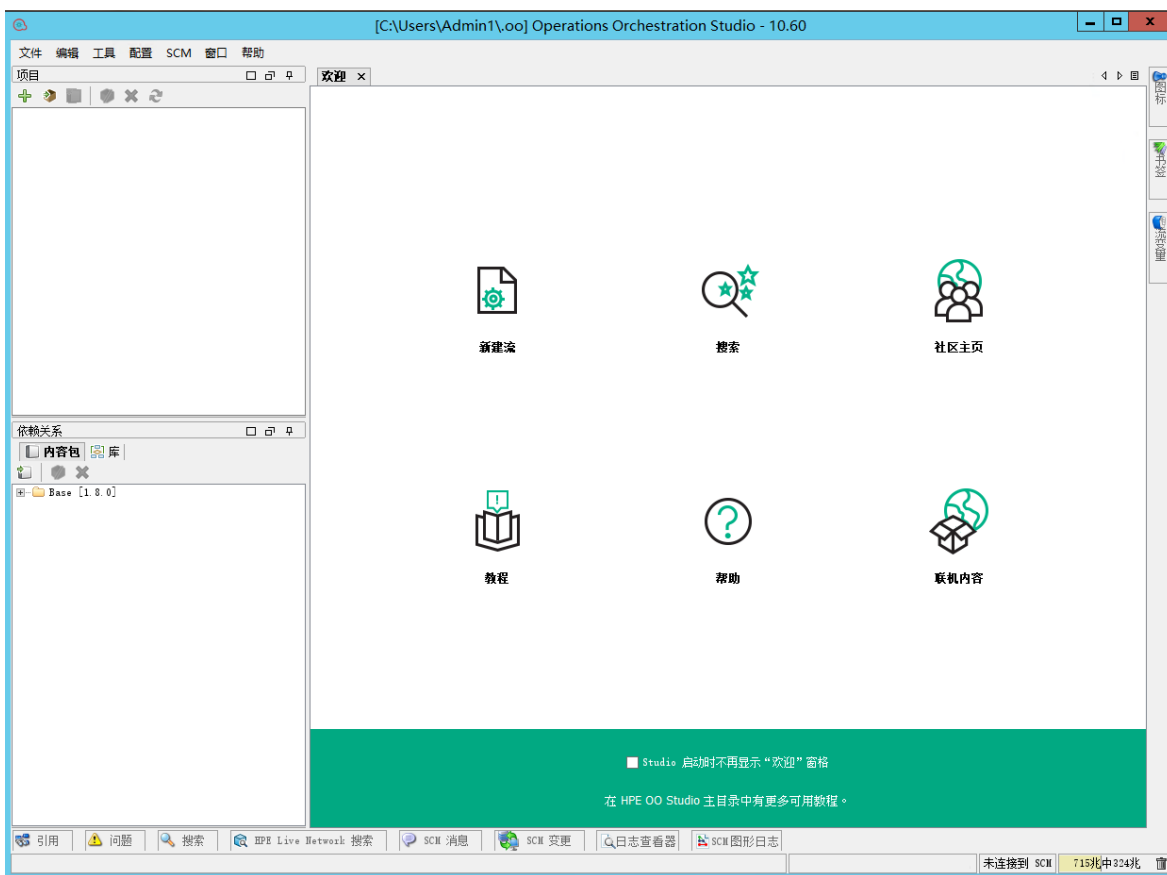 [C:\Users\Admin1\.oo] Operations Orchestration Studio - 10.60
文件 编辑 工具 配置 SCM 窗口 帮助
项目
欢迎
图标
书签
流变量
新建流 搜索 社区主页
依赖关系
内容包 库
Base [1.8.0]
教程 帮助 联机内容
Studio 启动时不再显示“欢迎”窗格
在 HPE OO Studio 主目录中有更多可用教程。
引用 问题 搜索 HPE Live Network 搜索 SCM 消息 SCM 变更 日志查看器 SCM图形日志
未连接到 SCM 715兆中324兆